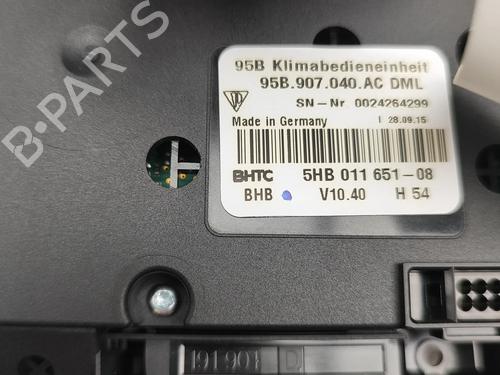 95B Klimabedieneinheit
95B.907.040.AC DML
SN-Nr 0024264299
Made in Germany I 28.09.15
BHTC 5HB 011 651-08
BHB V10.40 H 54